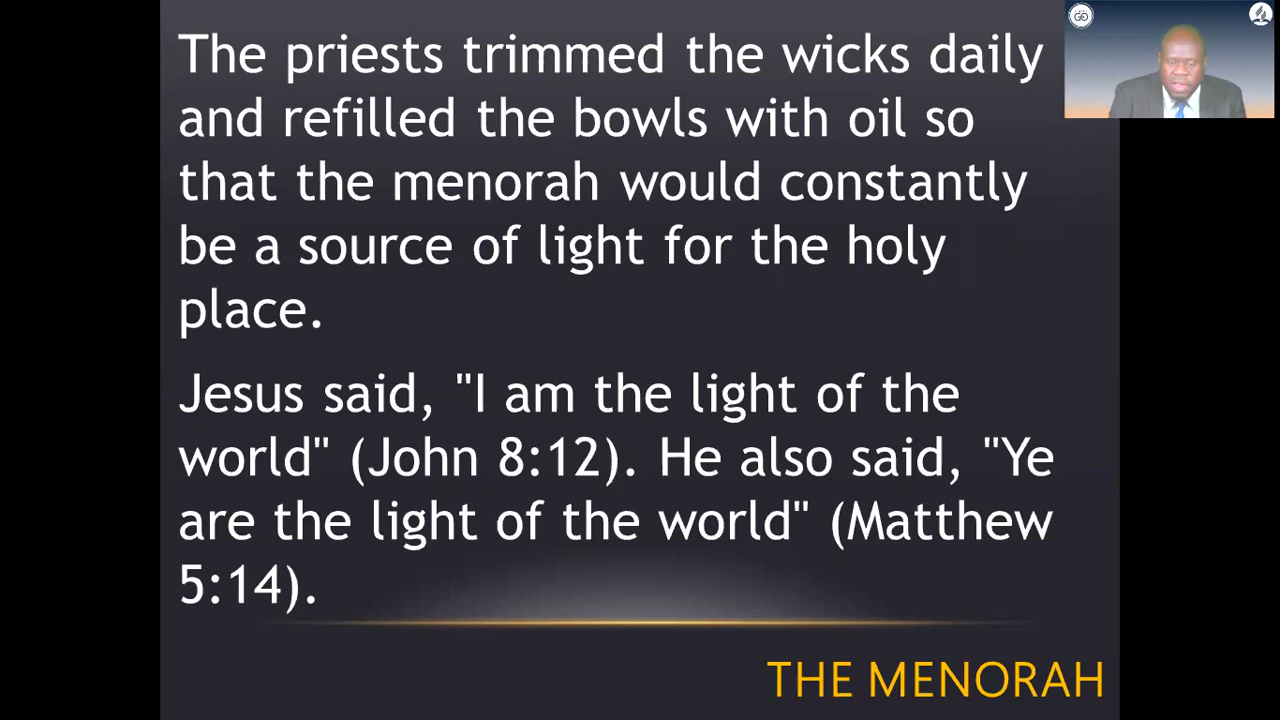 The priests trimmed the wicks daily
and refilled the bowls with oil so
that the menorah would constantly
be a source of light for the holy
place.
Jesus said, "I am the light of the
world" (John 8:12). He also said, "Ye
are the light of the world" (Matthew
5:14).
THE MENORAH